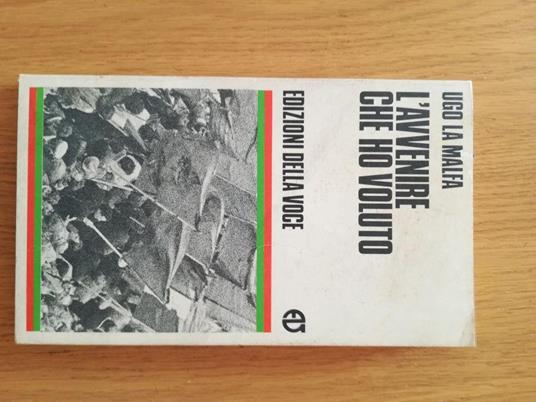 UGO LA MALFA
L'AVVENIRE
CHE HO VOLUTO
EDIZIONI DELLA VOCE